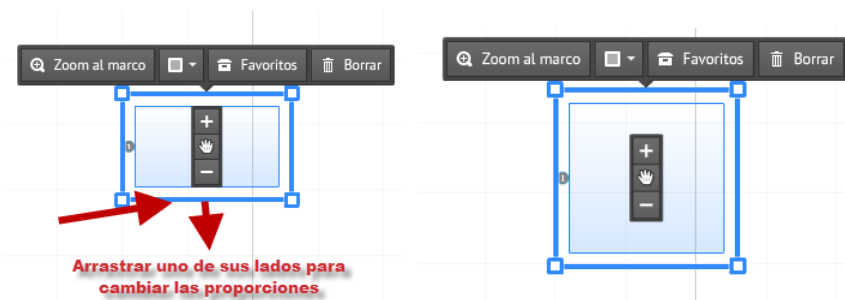 Zoom al marco Favoritos Borrar
Arrastrar uno de sus lados para
cambiar las proporciones
Zoom al marco Favoritos Borrar